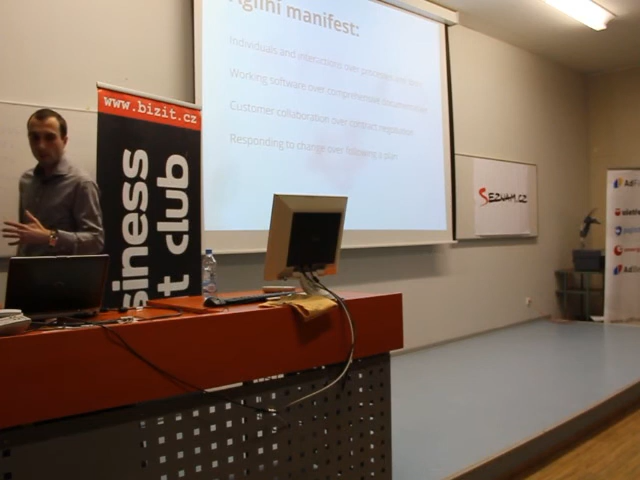 Agilní manifest:
Individuals and interactions over processes and tools
Working software over comprehensive documentation
Customer collaboration over contract negotiation
Responding to change over following a plan
www.bizit.cz
siness
t club
SEZNAM.CZ